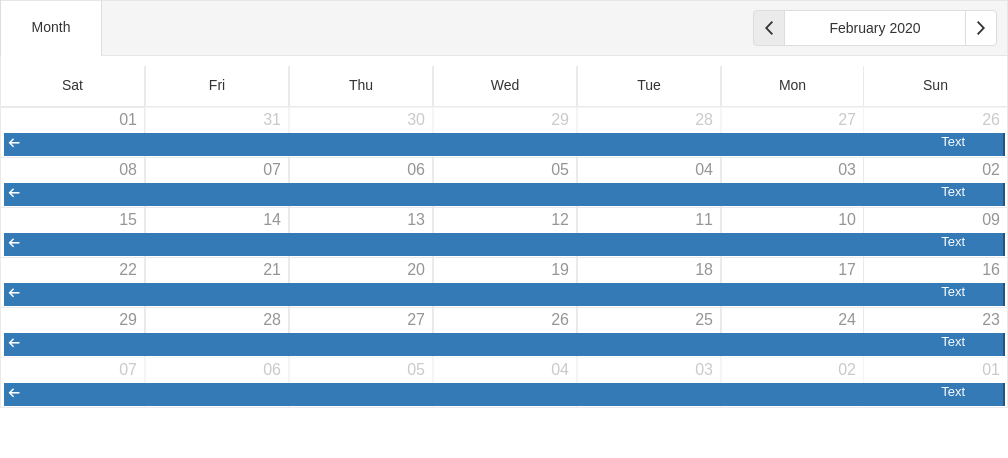 Month
February 2020
Sat Fri Thu Wed Tue Mon Sun
01 31 30 29 28 27 26
Text
08 07 06 05 04 03 02
Text
15 14 13 12 11 10 09
Text
22 21 20 19 18 17 16
Text
29 28 27 26 25 24 23
Text
07 06 05 04 03 02 01
Text